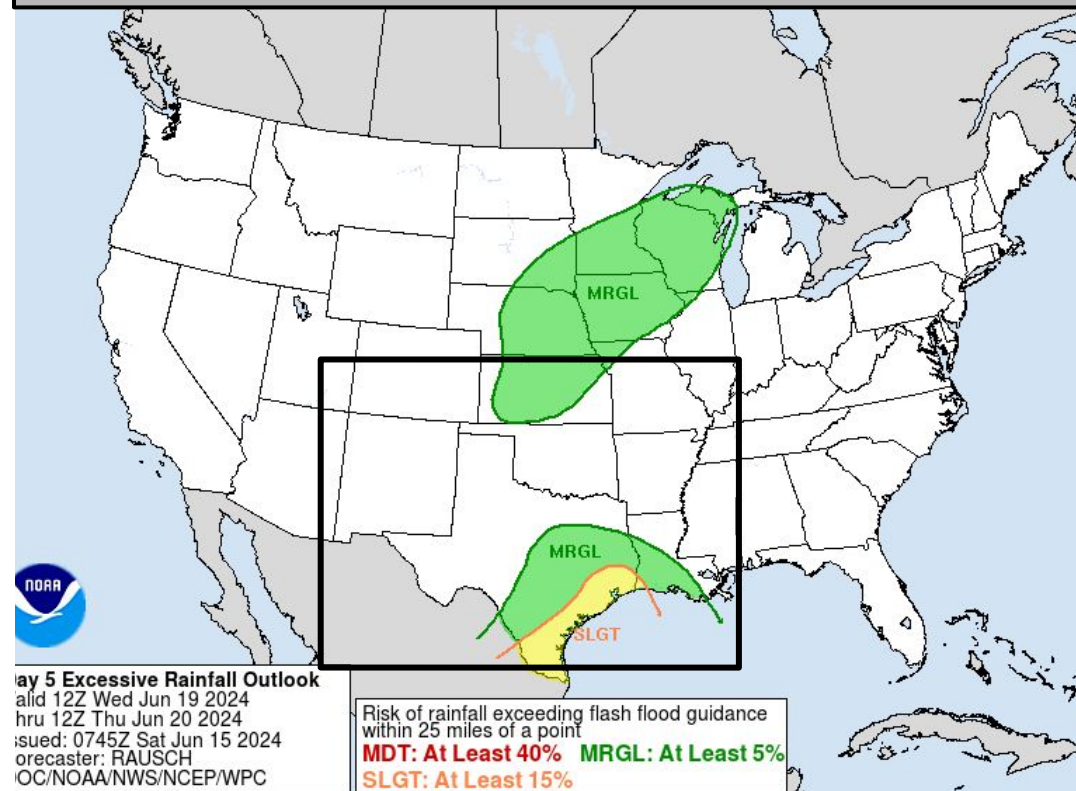 MRGL
MRGL
SLGT
NOAA
ay 5 Excessive Rainfall Outlook
alid 12Z Wed Jun 19 2024
hru 12Z Thu Jun 20 2024
ssued: 0745Z Sat Jun 15 2024
orecaster: RAUSCH
OC/NOAA/NWS/NCEP/WPC
Risk of rainfall exceeding flash flood guidance
within 25 miles of a point
MDT: At Least 40% MRGL: At Least 5%
SLGT: At Least 15%